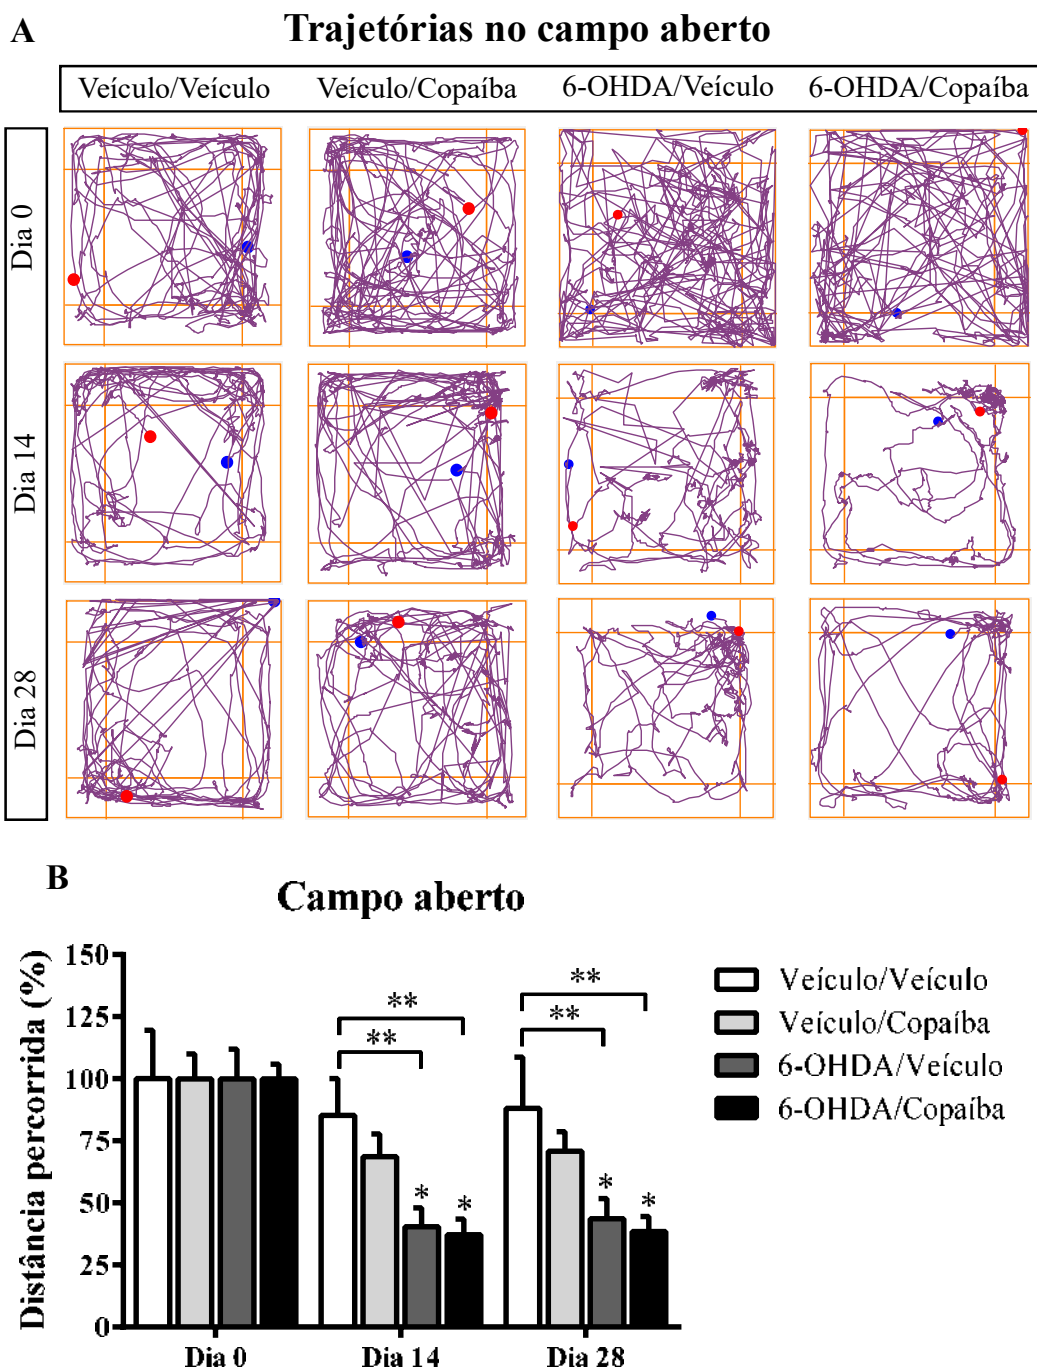 A
Trajetórias no campo aberto
Veículo/Veículo Veículo/Copaíba 6-OHDA/Veículo 6-OHDA/Copaíba
Dia 0
Dia 14
Dia 28
B
Campo aberto
Distância percorrida (%)
150
125
100
75
50
25
0
** ** ** **
* * * *
Dia 0 Dia 14 Dia 28
Veículo/Veículo
Veículo/Copaíba
6-OHDA/Veículo
6-OHDA/Copaíba